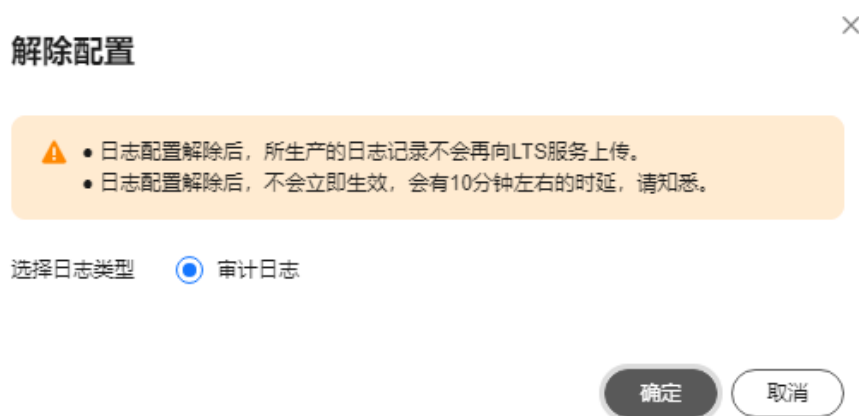 解除配置
● 日志配置解除后，所生产的日志记录不会再向LTS服务上传。
● 日志配置解除后，不会立即生效，会有10分钟左右的时延，请知悉。
选择日志类型 审计日志
确定 取消